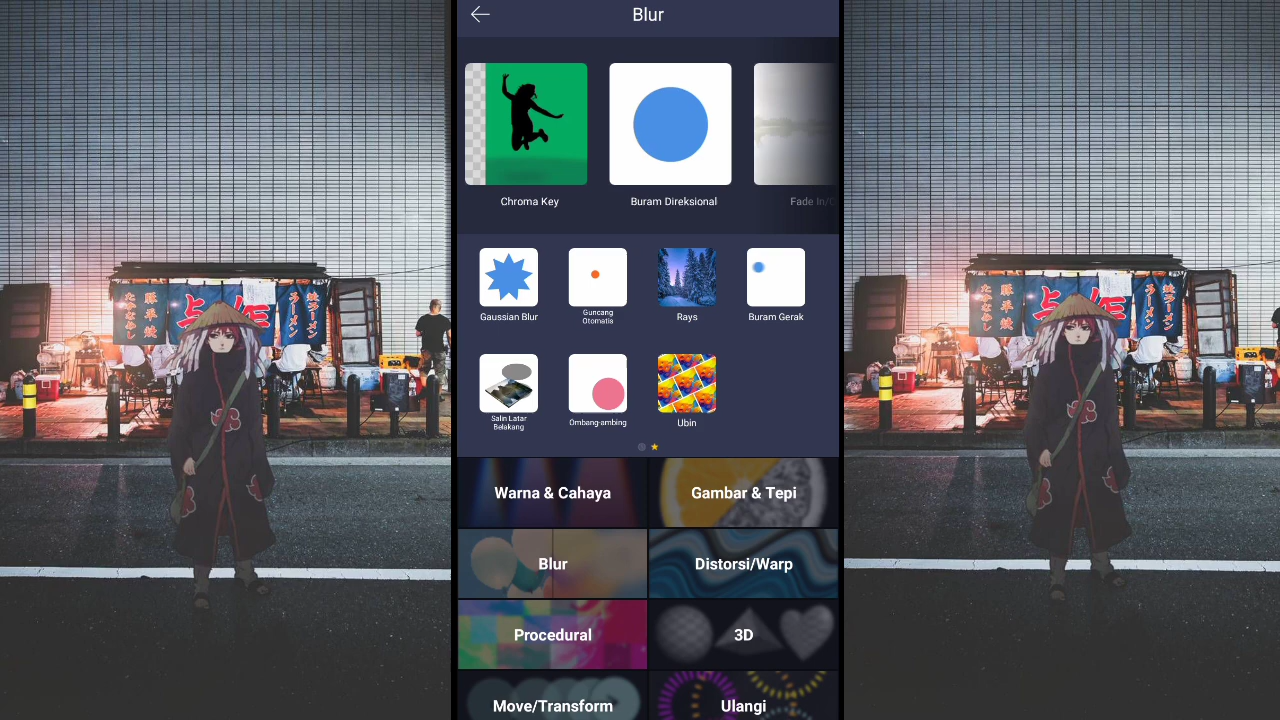 Blur
Chroma Key
Buram Direksional
Fade In/
Gaussian Blur
Guncang
Otomatis
Rays
Buram Gerak
Salin Latar
Belakang
Ombang-ambing
Ubin
Warna & Cahaya
Gambar & Tepi
Blur
Distorsi/Warp
Procedural
3D
Move/Transform
Ulangi